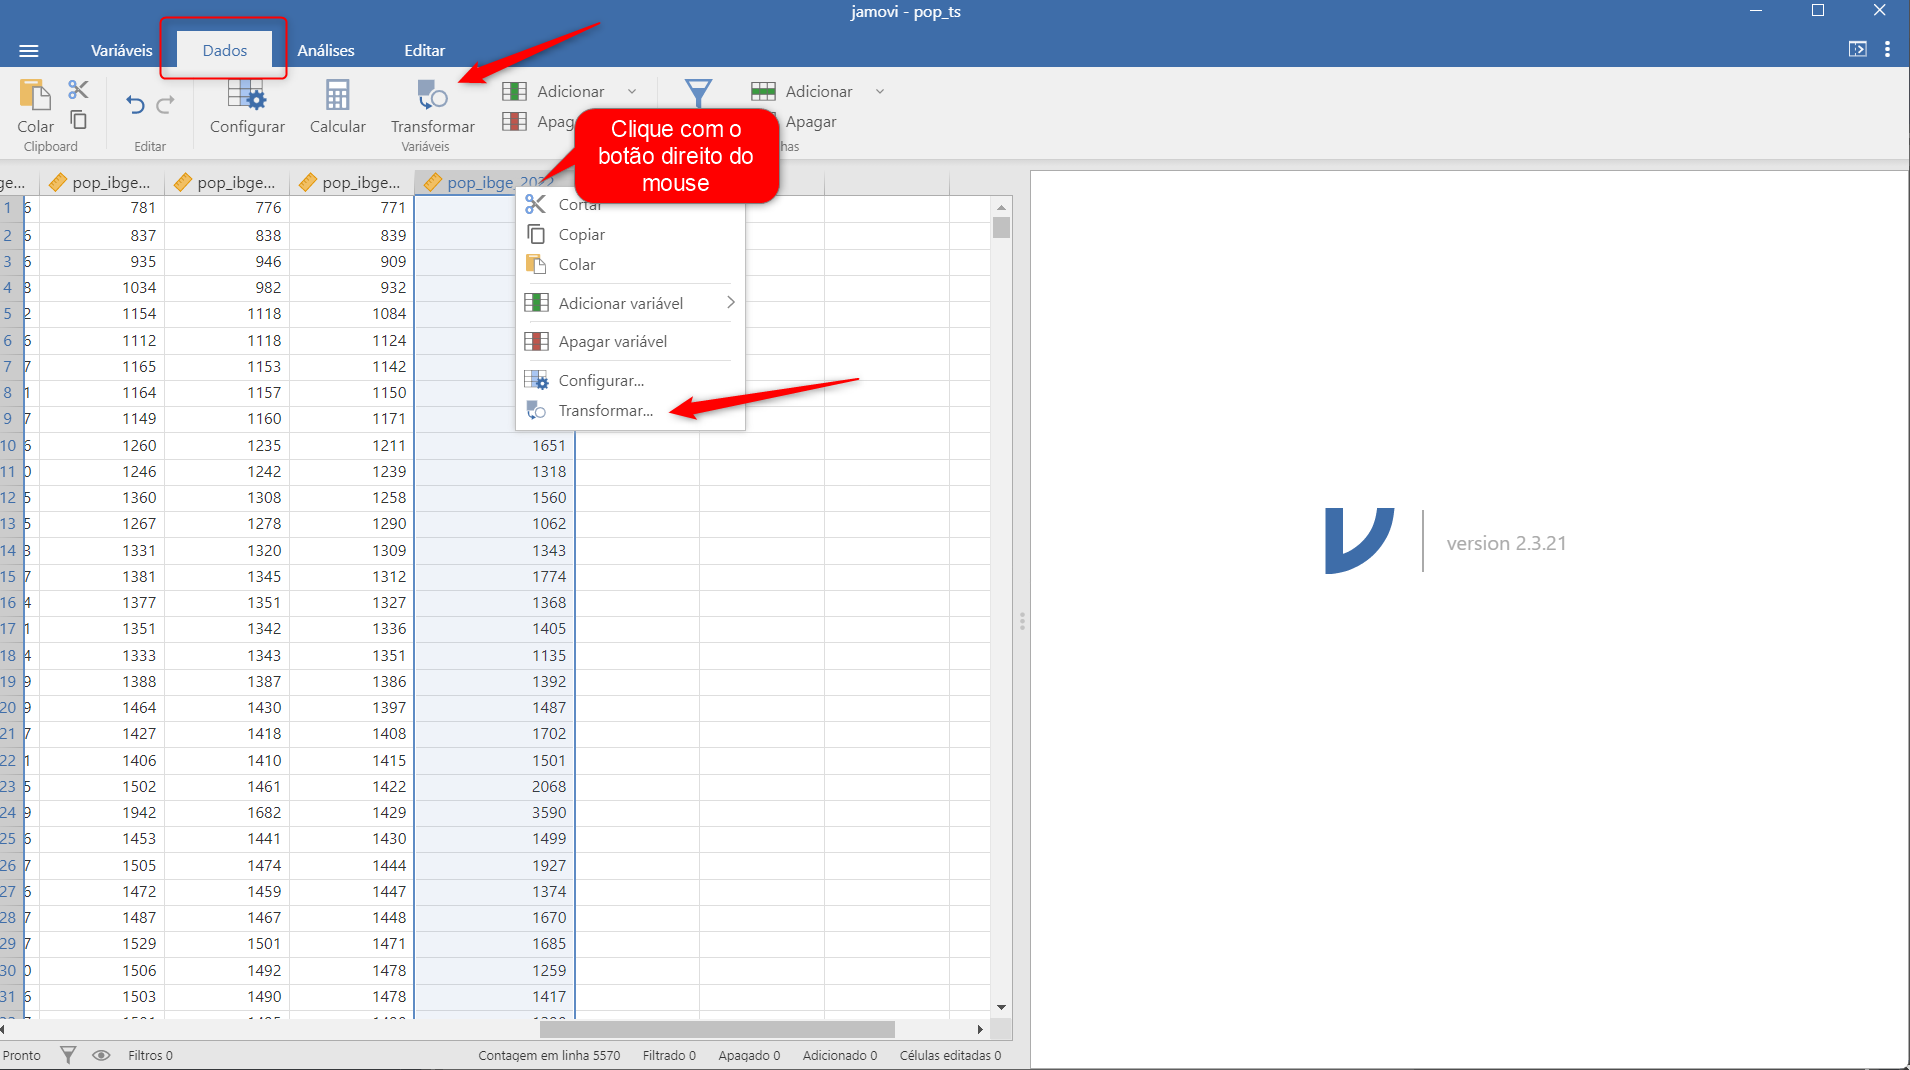 jamovi - pop_ts
Variáveis Dados Análises Editar
Colar
Clipboard
Editar
Configurar
Calcular
Transformar
Variáveis
Adicionar
Adicionar
Apagar
Clique com o
botão direito do
mouse
pop_ibge... pop_ibge... pop_ibge... pop_ibge_2022
Cortar
Copiar
Colar
Adicionar variável
Apagar variável
Configurar...
Transformar...
1 6 781 776 771
2 6 837 838 839
3 6 935 946 909
4 8 1034 982 932
5 2 1154 1118 1084
6 6 1112 1118 1124
7 7 1165 1153 1142
8 1 1164 1157 1150
9 7 1149 1160 1171
10 6 1260 1235 1211 1651
11 0 1246 1242 1239 1318
12 5 1360 1308 1258 1560
13 5 1267 1278 1290 1062
14 3 1331 1320 1309 1343
15 7 1381 1345 1312 1774
16 4 1377 1351 1327 1368
17 1 1351 1342 1336 1405
18 4 1333 1343 1351 1135
19 9 1388 1387 1386 1392
20 9 1464 1430 1397 1487
21 7 1427 1418 1408 1702
22 1 1406 1410 1415 1501
23 5 1502 1461 1422 2068
24 9 1942 1682 1429 3590
25 6 1453 1441 1430 1499
26 7 1505 1474 1444 1927
27 6 1472 1459 1447 1374
28 7 1487 1467 1448 1670
29 7 1529 1501 1471 1685
30 0 1506 1492 1478 1259
31 6 1503 1490 1478 1417
version 2.3.21
Pronto Filtros 0 Contagem em linha 5570 Filtrado 0 Apagado 0 Adicionado 0 Células editadas 0